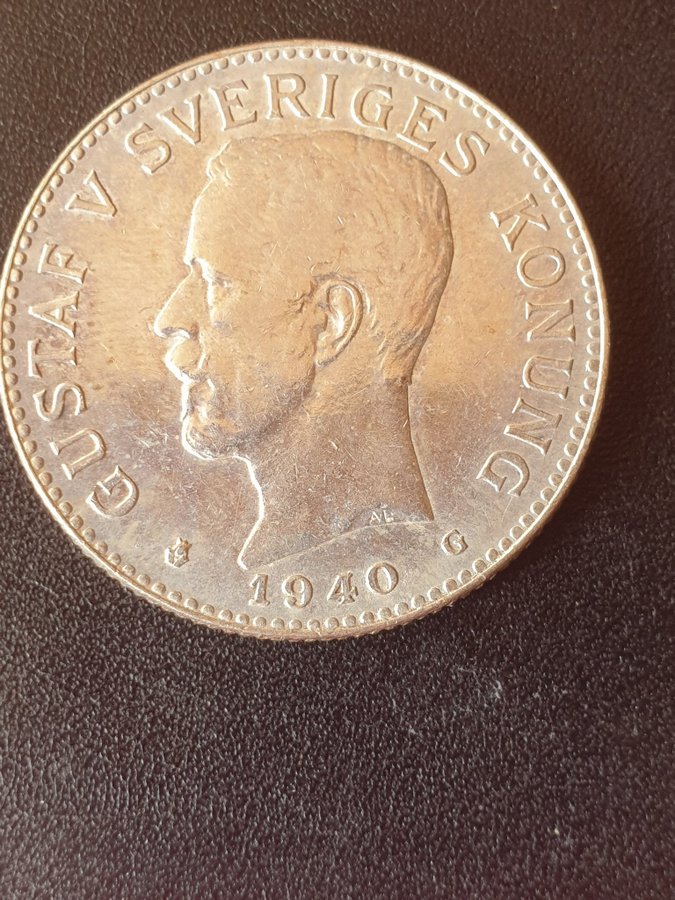 GUSTAF V SVERIGES KONUNG
AL
G
1940